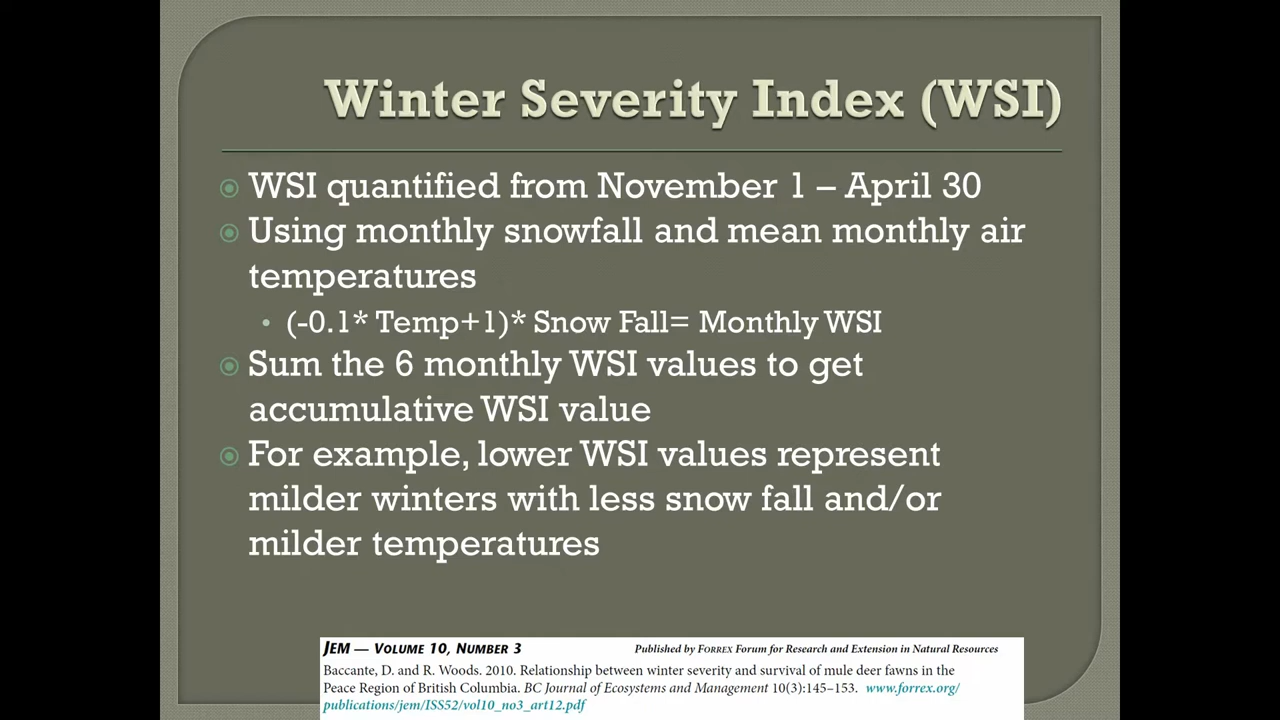 Winter Severity Index (WSI)
WSI quantified from November 1 – April 30
Using monthly snowfall and mean monthly air
temperatures
(-0.1* Temp+1)* Snow Fall= Monthly WSI
Sum the 6 monthly WSI values to get
accumulative WSI value
For example, lower WSI values represent
milder winters with less snow fall and/or
milder temperatures
JEM — VOLUME 10, NUMBER 3 Published by FORREX Forum for Research and Extension in Natural Resources
Baccante, D. and R. Woods. 2010. Relationship between winter severity and survival of mule deer fawns in the
Peace Region of British Columbia. BC Journal of Ecosystems and Management 10(3):145–153. www.forrex.org/
publications/jem/ISS52/vol10_no3_art12.pdf